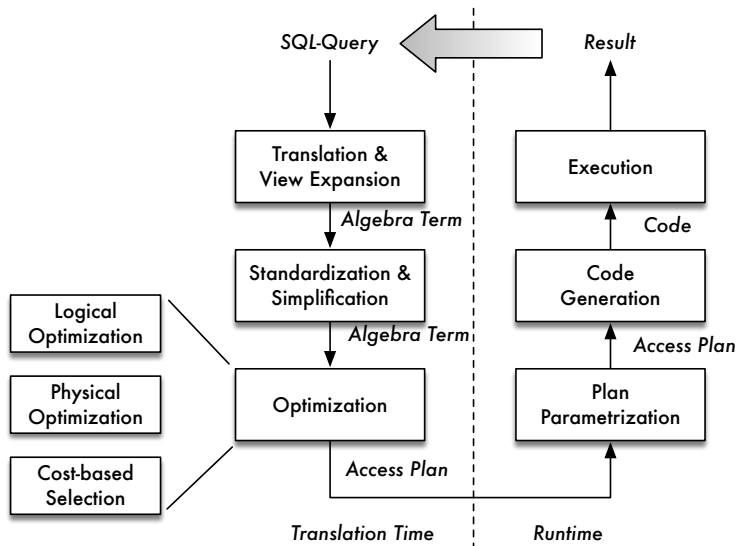 SQL-Query
Result
Translation &
View Expansion
Execution
Algebra Term
Code
Standardization &
Simplification
Code
Generation
Logical
Optimization
Algebra Term
Access Plan
Physical
Optimization
Optimization
Plan
Parametrization
Cost-based
Selection
Access Plan
Translation Time
Runtime